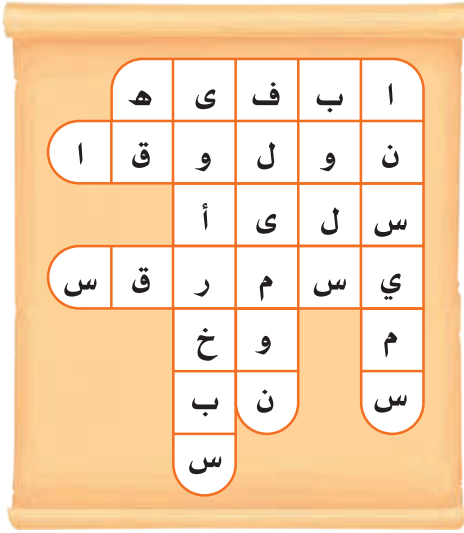 ا ب ف ى ه
ن و ل و ق ا
س ل ى أ
ي س م ر ق س
م و خ
س ن ب
س